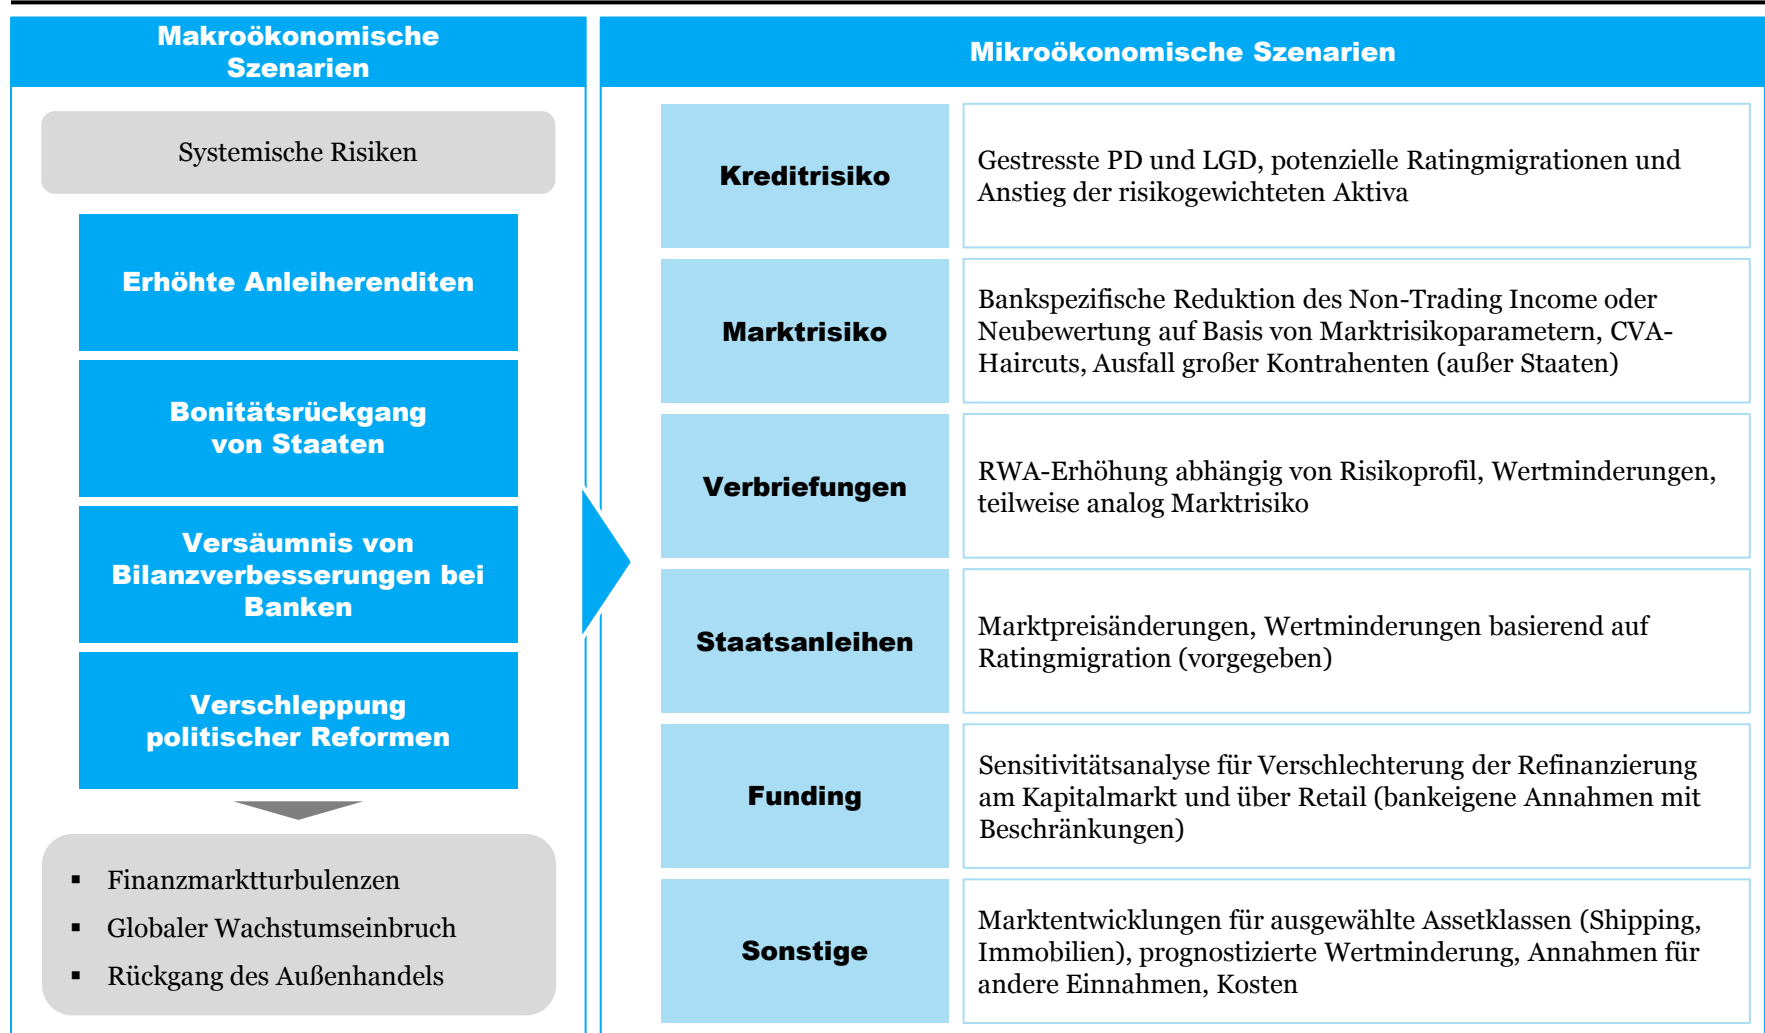 Makroökonomische
Szenarien
Systemische Risiken
Erhöhte Anleiherenditen
Bonitätsrückgang
von Staaten
Versäumnis von
Bilanzverbesserungen bei
Banken
Verschleppung
politischer Reformen
▪ Finanzmarktturbulenzen
▪ Globaler Wachstumseinbruch
▪ Rückgang des Außenhandels
Mikroökonomische Szenarien
Kreditrisiko
Gestresste PD und LGD, potenzielle Ratingmigrationen und
Anstieg der risikogewichteten Aktiva
Marktrisiko
Bankspezifische Reduktion des Non-Trading Income oder
Neubewertung auf Basis von Marktrisikoparametern, CVA-
Haircuts, Ausfall großer Kontrahenten (außer Staaten)
Verbriefungen
RWA-Erhöhung abhängig von Risikoprofil, Wertminderungen,
teilweise analog Marktrisiko
Staatsanleihen
Marktpreisänderungen, Wertminderungen basierend auf
Ratingmigration (vorgegeben)
Funding
Sensitivitätsanalyse für Verschlechterung der Refinanzierung
am Kapitalmarkt und über Retail (bankeigene Annahmen mit
Beschränkungen)
Sonstige
Marktentwicklungen für ausgewählte Assetklassen (Shipping,
Immobilien), prognostizierte Wertminderung, Annahmen für
andere Einnahmen, Kosten